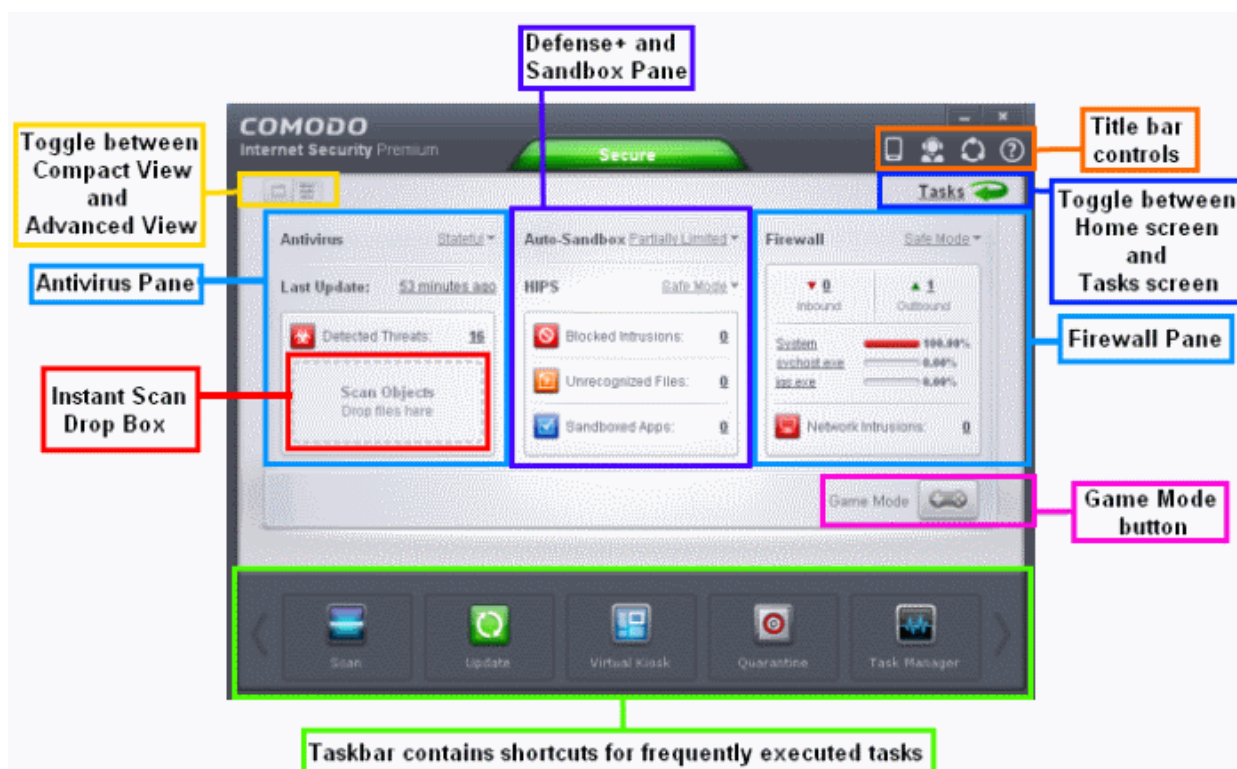 Defense+ and
Sandbox Pane
Toggle between
Compact View
and
Advanced View
COMODO
Internet Security Premium
Secure
Title bar
controls
Tasks
Toggle between
Home screen
and
Tasks screen
Antivirus Pane
Antivirus Stateful
Last Update: 53 minutes ago
Detected Threats: 16
Scan Objects
Drop files here
Instant Scan
Drop Box
Auto-Sandbox Partially Limited
HIPS Safe Mode
Blocked Intrusions: 0
Unrecognized Files: 0
Sandboxed Apps: 0
Firewall Safe Mode
0 1
Inbound Outbound
System 100.00%
svchost.exe 0.00%
0.00%
Network Intrusions: 0
Firewall Pane
Game Mode
Game Mode
button
Scan
Update
Virtual Kiosk
Quarantine
Task Manager
Taskbar contains shortcuts for frequently executed tasks